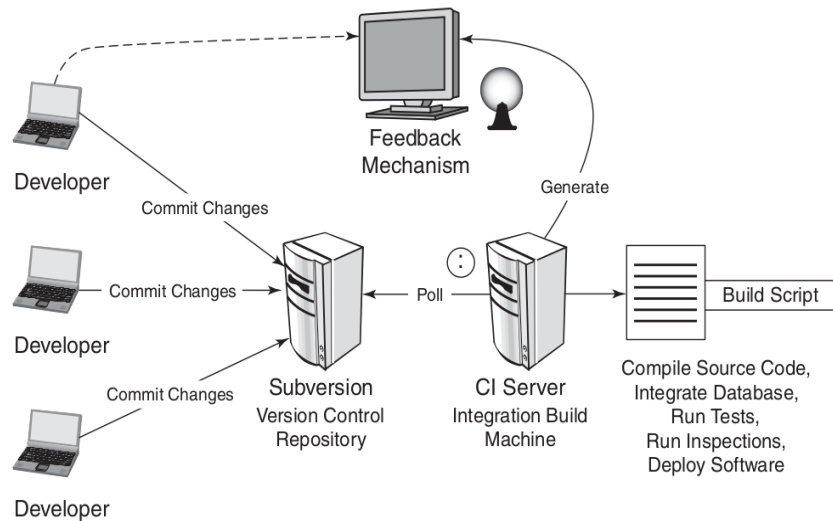 Feedback
Mechanism
Developer
Commit Changes
Generate
Developer
Commit Changes
Poll
:
Build Script
Developer
Commit Changes
Subversion
Version Control
Repository
CI Server
Integration Build
Machine
Compile Source Code,
Integrate Database,
Run Tests,
Run Inspections,
Deploy Software